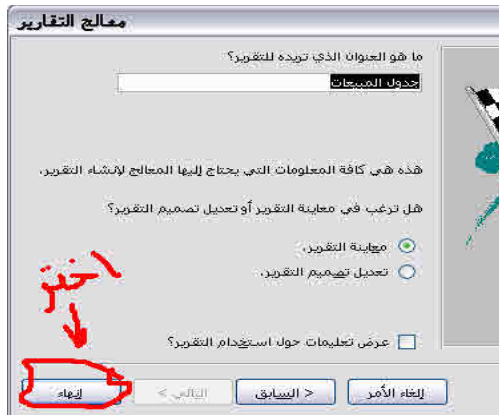 معالج التقارير
ما هو العنوان الذي تريده للتقرير؟
جدول المبيعات
هذه هي كافة المعلومات التي يحتاج إليها المعالج لإنشاء التقرير.
هل ترغب في معاينة التقرير أو تعديل تصميم التقرير؟
معاينة التقرير.
تعديل تصميم التقرير.
اختر
عرض تعليمات حول استخدام التقرير؟
إلغاء الأمر
< السابق
التالي >
إنهاء